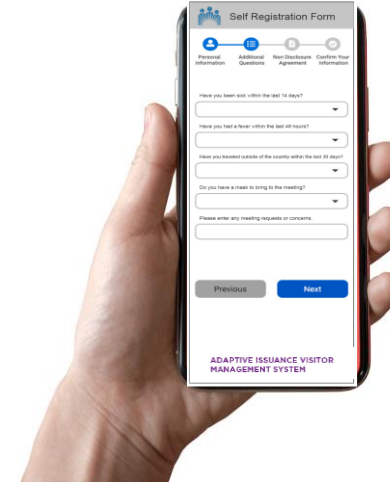 Self Registration Form
Personal Information
Additional Questions
Non Disclosure Agreement
Confirm Your Information
Have you been sick within the last 14 days?
Have you had a fever within the last 48 hours?
Have you traveled outside of the country within the last 30 days?
Do you have a mask to bring to the meeting?
Please enter any meeting requests or concerns.
Previous
Next
ADAPTIVE ISSUANCE VISITOR
MANAGEMENT SYSTEM